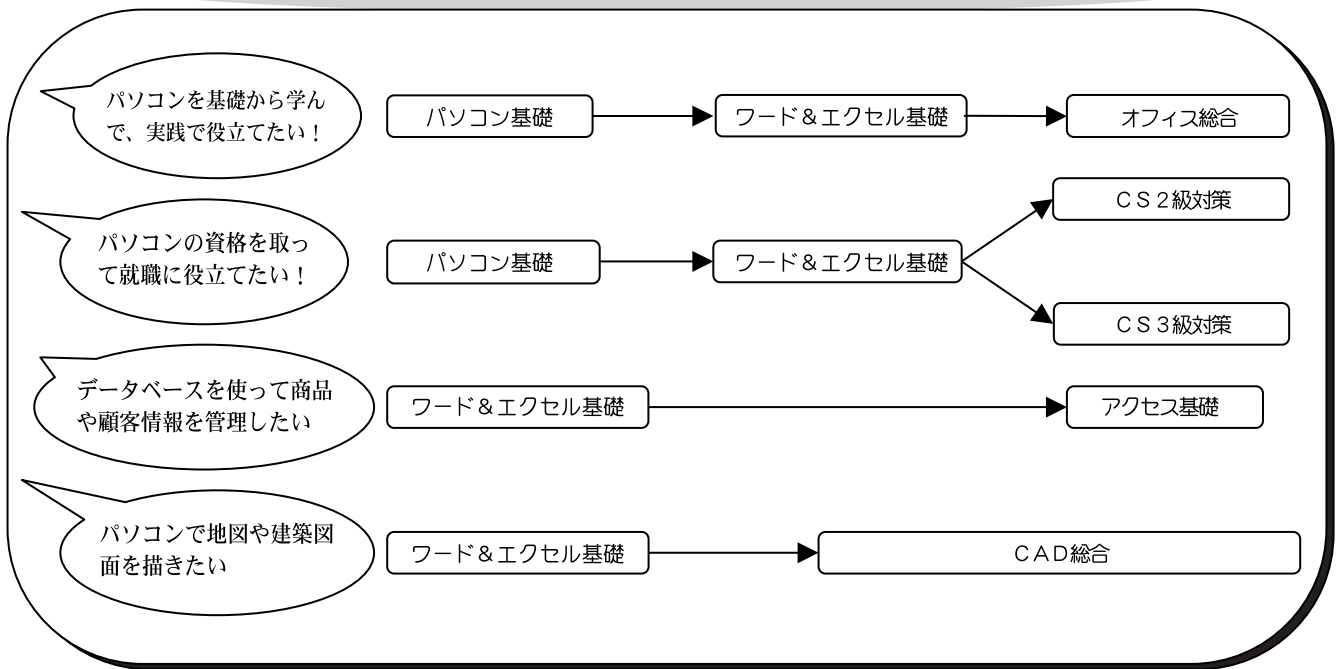 パソコンを基礎から学ん
で、実践で役立てたい！
パソコン基礎
ワード＆エクセル基礎
オフィス総合
パソコンの資格を取っ
て就職に役立てたい！
パソコン基礎
ワード＆エクセル基礎
ＣＳ２級対策
ＣＳ３級対策
データベースを使って商品
や顧客情報を管理したい
ワード＆エクセル基礎
アクセス基礎
パソコンで地図や建築図
面を描きたい
ワード＆エクセル基礎
ＣＡＤ総合